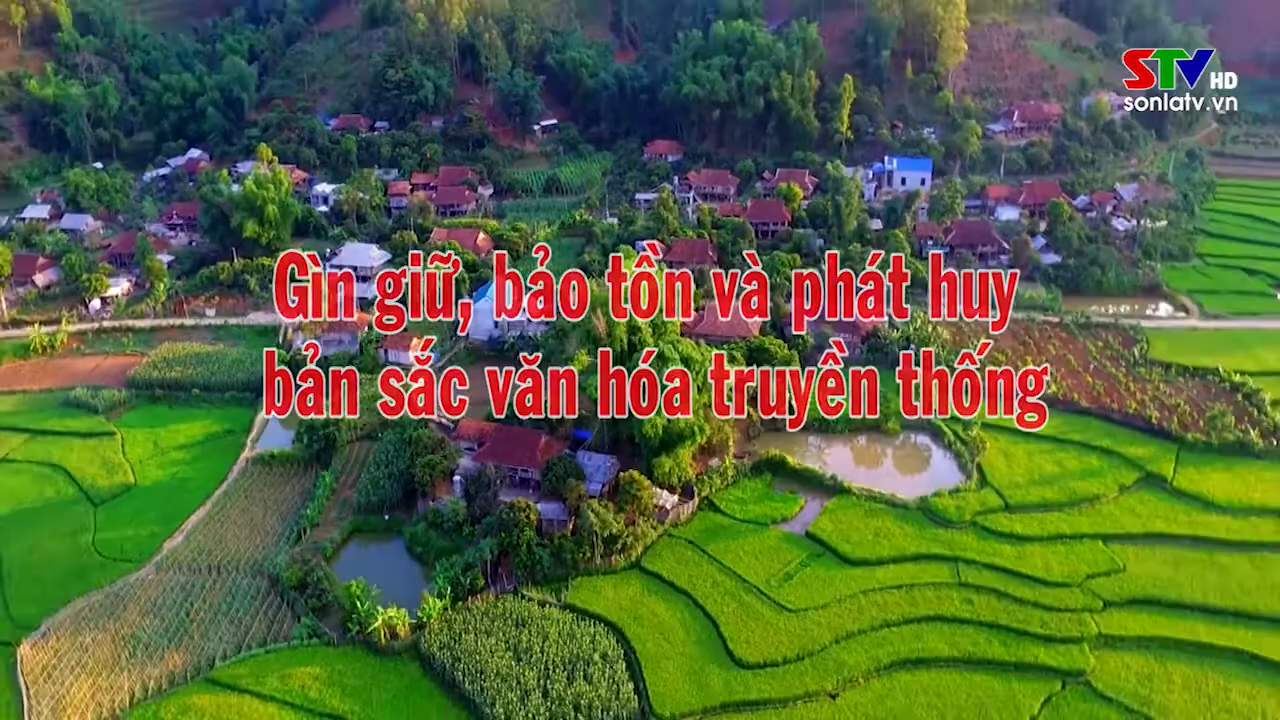 STV HD
sonlatv.vn
Gìn giữ, bảo tồn và phát huy
bản sắc văn hóa truyền thống